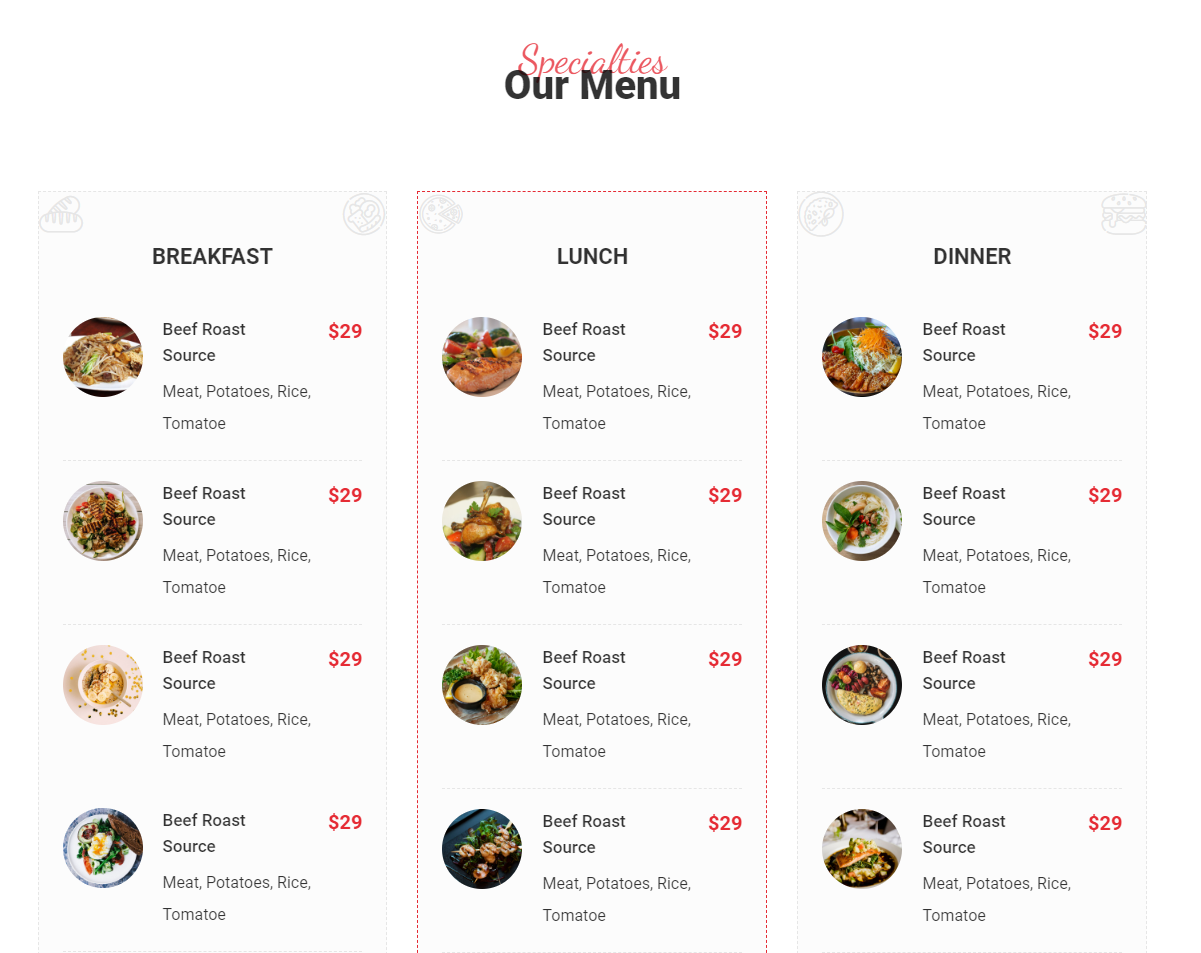 Specialties
Our Menu
BREAKFAST
Beef Roast
Source
$29
Meat, Potatoes, Rice,
Tomatoe
Beef Roast
Source
$29
Meat, Potatoes, Rice,
Tomatoe
Beef Roast
Source
$29
Meat, Potatoes, Rice,
Tomatoe
Beef Roast
Source
$29
Meat, Potatoes, Rice,
Tomatoe
LUNCH
Beef Roast
Source
$29
Meat, Potatoes, Rice,
Tomatoe
Beef Roast
Source
$29
Meat, Potatoes, Rice,
Tomatoe
Beef Roast
Source
$29
Meat, Potatoes, Rice,
Tomatoe
Beef Roast
Source
$29
Meat, Potatoes, Rice,
Tomatoe
DINNER
Beef Roast
Source
$29
Meat, Potatoes, Rice,
Tomatoe
Beef Roast
Source
$29
Meat, Potatoes, Rice,
Tomatoe
Beef Roast
Source
$29
Meat, Potatoes, Rice,
Tomatoe
Beef Roast
Source
$29
Meat, Potatoes, Rice,
Tomatoe